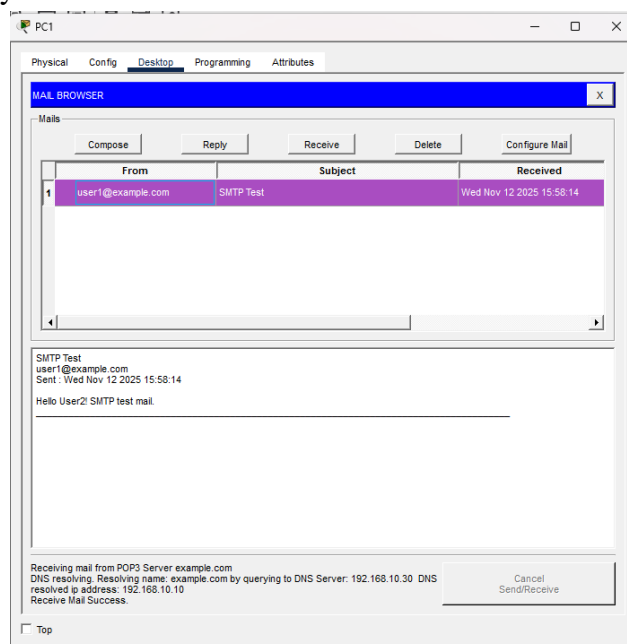 PC1
Physical Config Desktop Programming Attributes
MAIL BROWSER X
Mails
Compose Reply Receive Delete Configure Mail
From Subject Received
1 user1@example.com SMTP Test Wed Nov 12 2025 15:58:14
SMTP Test
user1@example.com
Sent : Wed Nov 12 2025 15:58:14
Hello User2! SMTP test mail.
Receiving mail from POP3 Server example.com
DNS resolving. Resolving name: example.com by querying to DNS Server: 192.168.10.30 DNS
resolved ip address: 192.168.10.10
Receive Mail Success.
Cancel
Send/Receive
Top